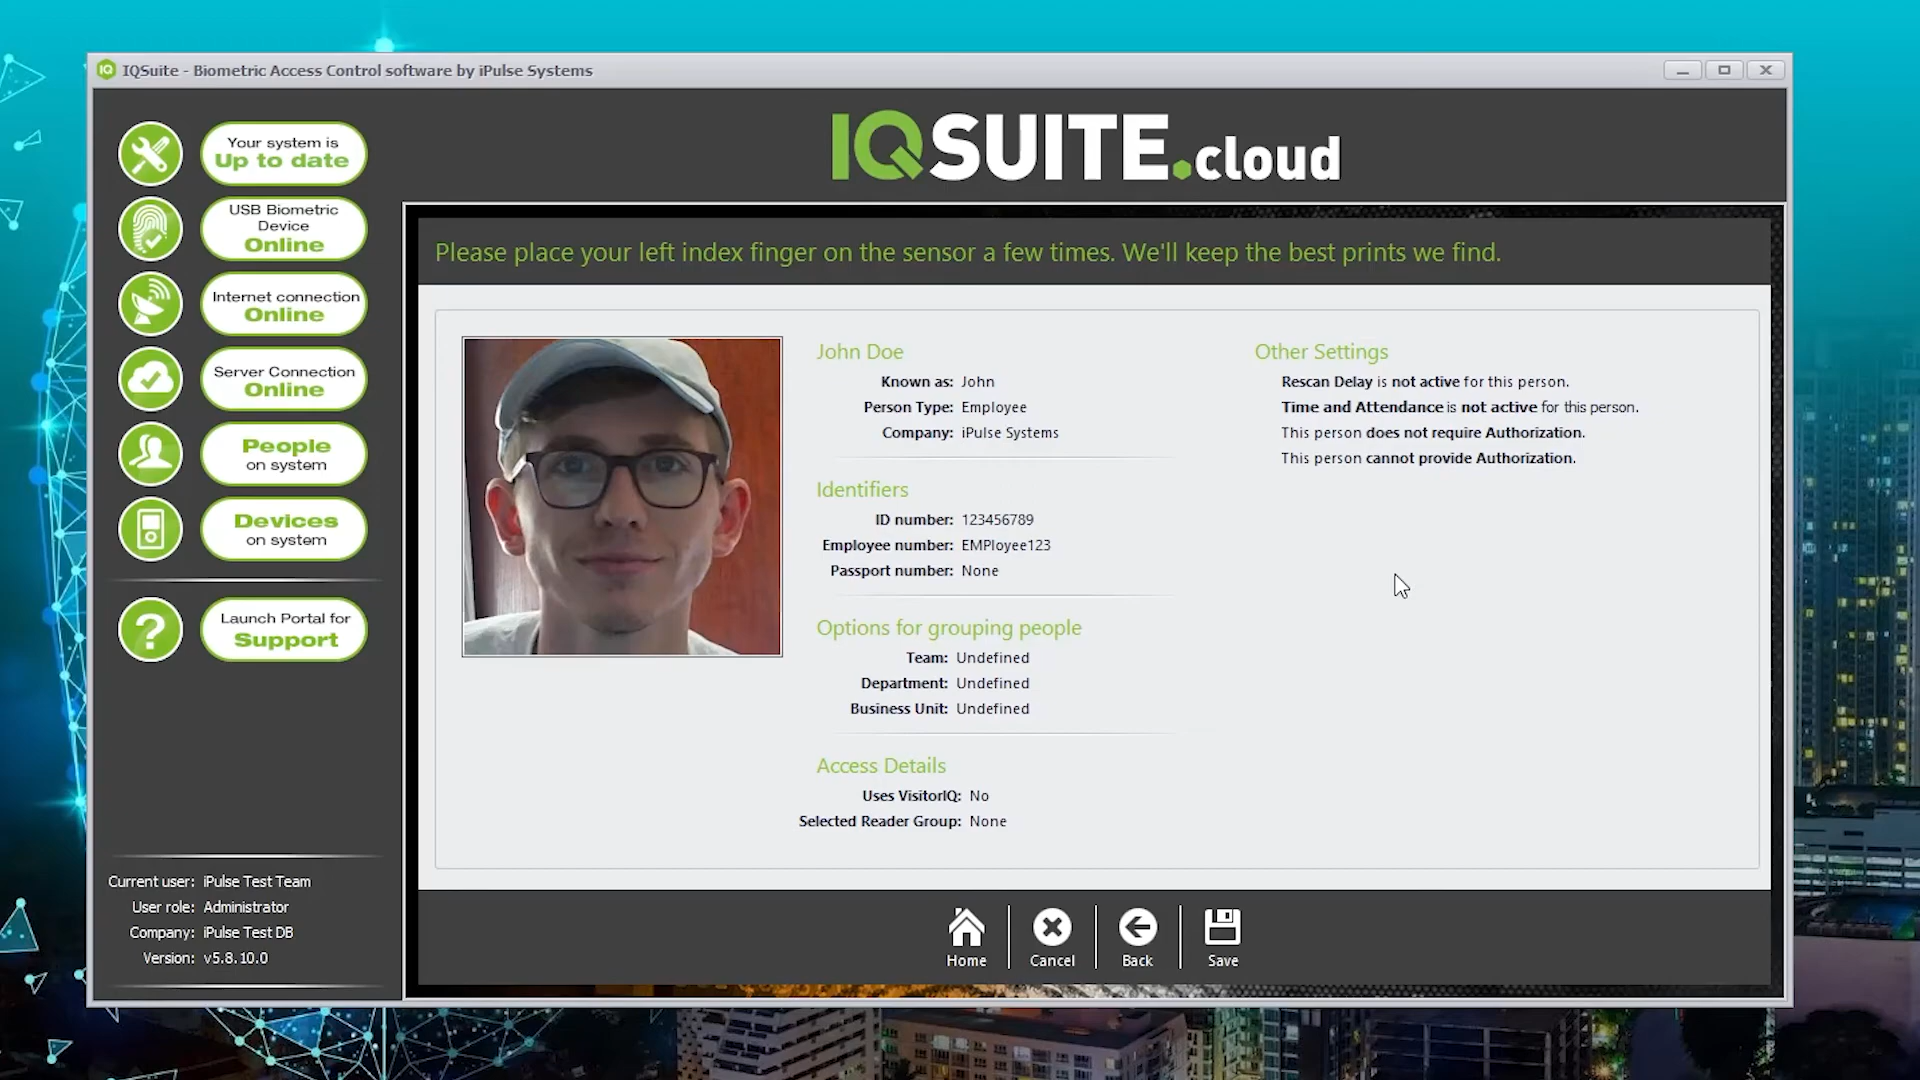 IQSuite - Biometric Access Control software by iPulse Systems
IQSUITE.cloud
Your system is
Up to date
USB Biometric
Device
Online
Internet connection
Online
Server Connection
Online
People
on system
Devices
on system
Launch Portal for
Support
Current user: iPulse Test Team
User role: Administrator
Company: iPulse Test DB
Version: v5.8.10.0
Please place your left index finger on the sensor a few times. We'll keep the best prints we find.
John Doe
Known as: John
Person Type: Employee
Company: iPulse Systems
Identifiers
ID number: 123456789
Employee number: EMPloyee123
Passport number: None
Options for grouping people
Team: Undefined
Department: Undefined
Business Unit: Undefined
Access Details
Uses VisitorIQ: No
Selected Reader Group: None
Other Settings
Rescan Delay is not active for this person.
Time and Attendance is not active for this person.
This person does not require Authorization.
This person cannot provide Authorization.
Home
Cancel
Back
Save